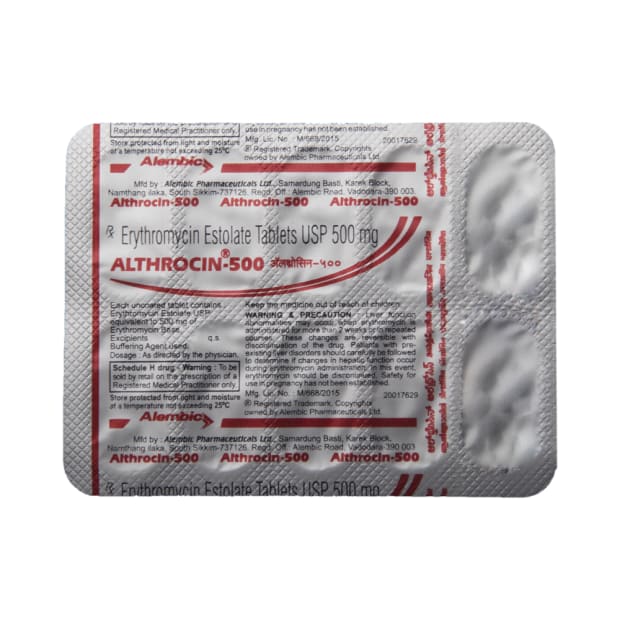 by retail on the prescription of a
Registered Medical Practitioner only.
Store protected from light and moisture
at a temperature not exceeding 25°C
Alembic
use in pregnancy has not been established.
Mfg. Lic. No. : M/668/2015 20017629
® Registered Trademark. Copyrights
owned by Alembic Pharmaceuticals Ltd.
Mfd by : Alembic Pharmaceuticals Ltd., Samardung Basti, Karek Block,
Namthang ilaka, South Sikkim-737126. Regd. Off.: Alembic Road, Vadodara-390 003.
Althrocin-500 Althrocin-500 Althrocin-500
Rx Erythromycin Estolate Tablets USP 500 mg
ALTHROCIN®-500 ॲलथ्रोसिन-५००
Each uncoated tablet contains
Erythromycin Estolate USP
equivalent to 500 mg of
Erythromycin Base.
Excipients q.s.
Buffering Agent used.
Dosage : As directed by the physician.
Schedule H drug - Warning : To be
sold by retail on the prescription of a
Registered Medical Practitioner only.
Store protected from light and moisture
at a temperature not exceeding 25°C
Alembic
Keep the medicine out of reach of children.
WARNING & PRECAUTION : Liver function
abnormalities may occur when erythromycin is
administered for more than 2 weeks or in repeated
courses. These changes are reversible with
discontinuation of the drug. Patients with pre-
existing liver disorders should carefully be followed
to determine if changes in hepatic function occur
during erythromycin administration. In this event,
erythromycin should be discontinued. Safety for
use in pregnancy has not been established.
Mfg. Lic. No. : M/668/2015 20017629
® Registered Trademark. Copyright
owned by Alembic Pharmaceuticals Ltd.
Mfd by : Alembic Pharmaceuticals Ltd., Samardung Basti, Karek Block,
Namthang ilaka, South Sikkim-737126. Regd. Off.: Alembic Road, Vadodara-390 003
Althrocin-500 Althrocin-500 Althrocin-500
Rx Erythromycin Estolate Tablets USP 500 mg